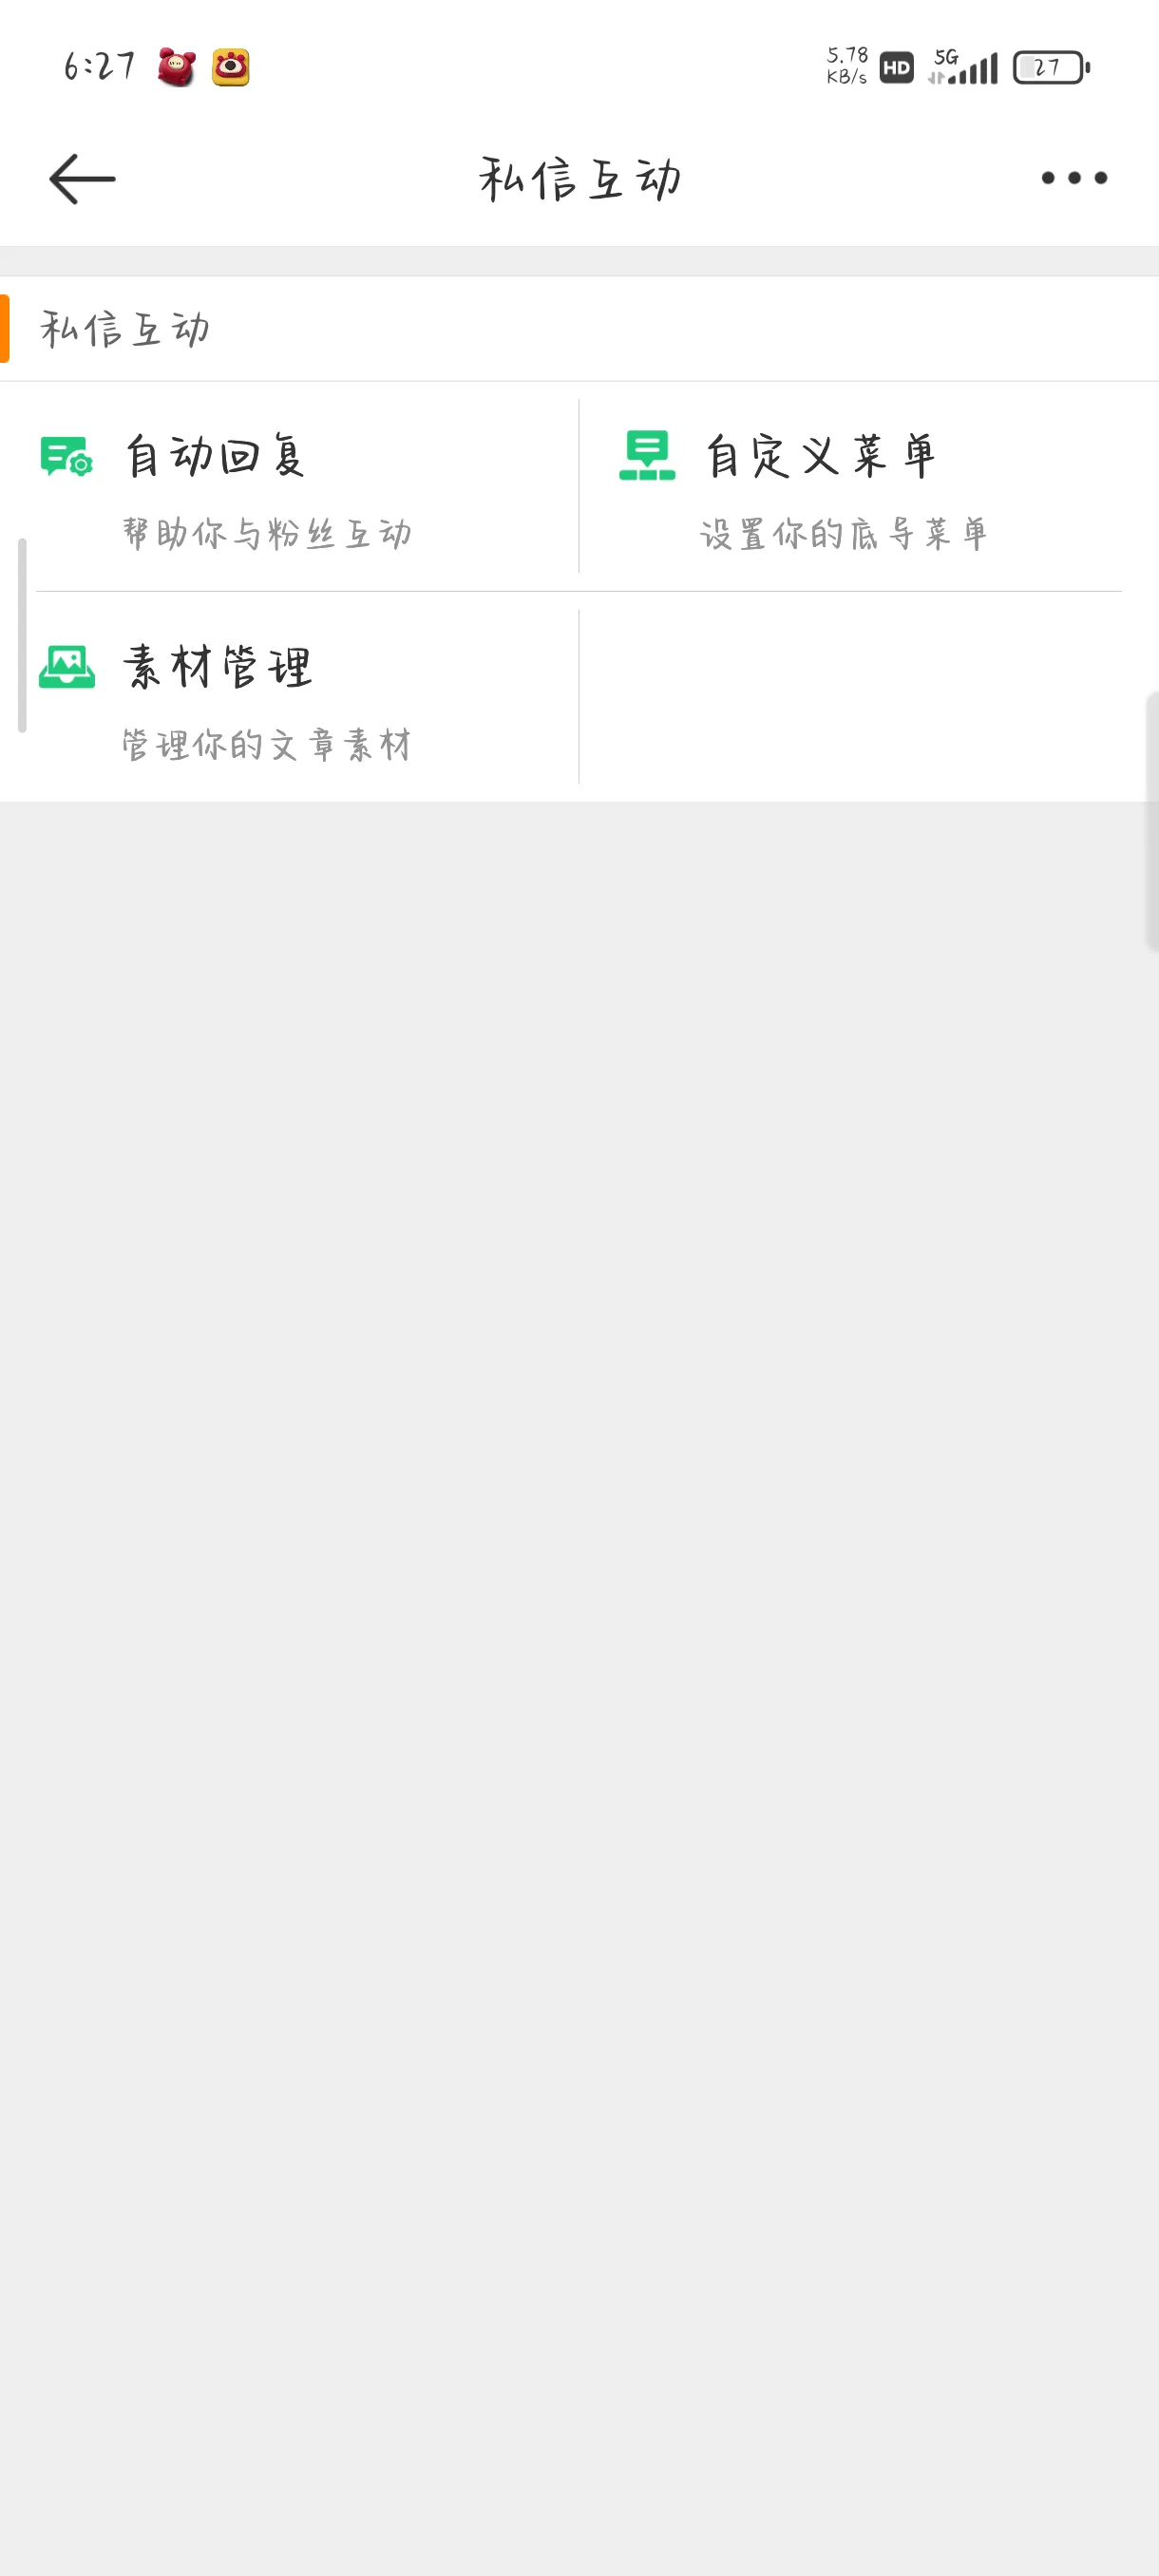 6:27
5.78
KB/s
HD
5G
27
私信互动
私信互动
自动回复
自定义菜单
帮助你与粉丝互动
设置你的底导菜单
素材管理
管理你的文章素材